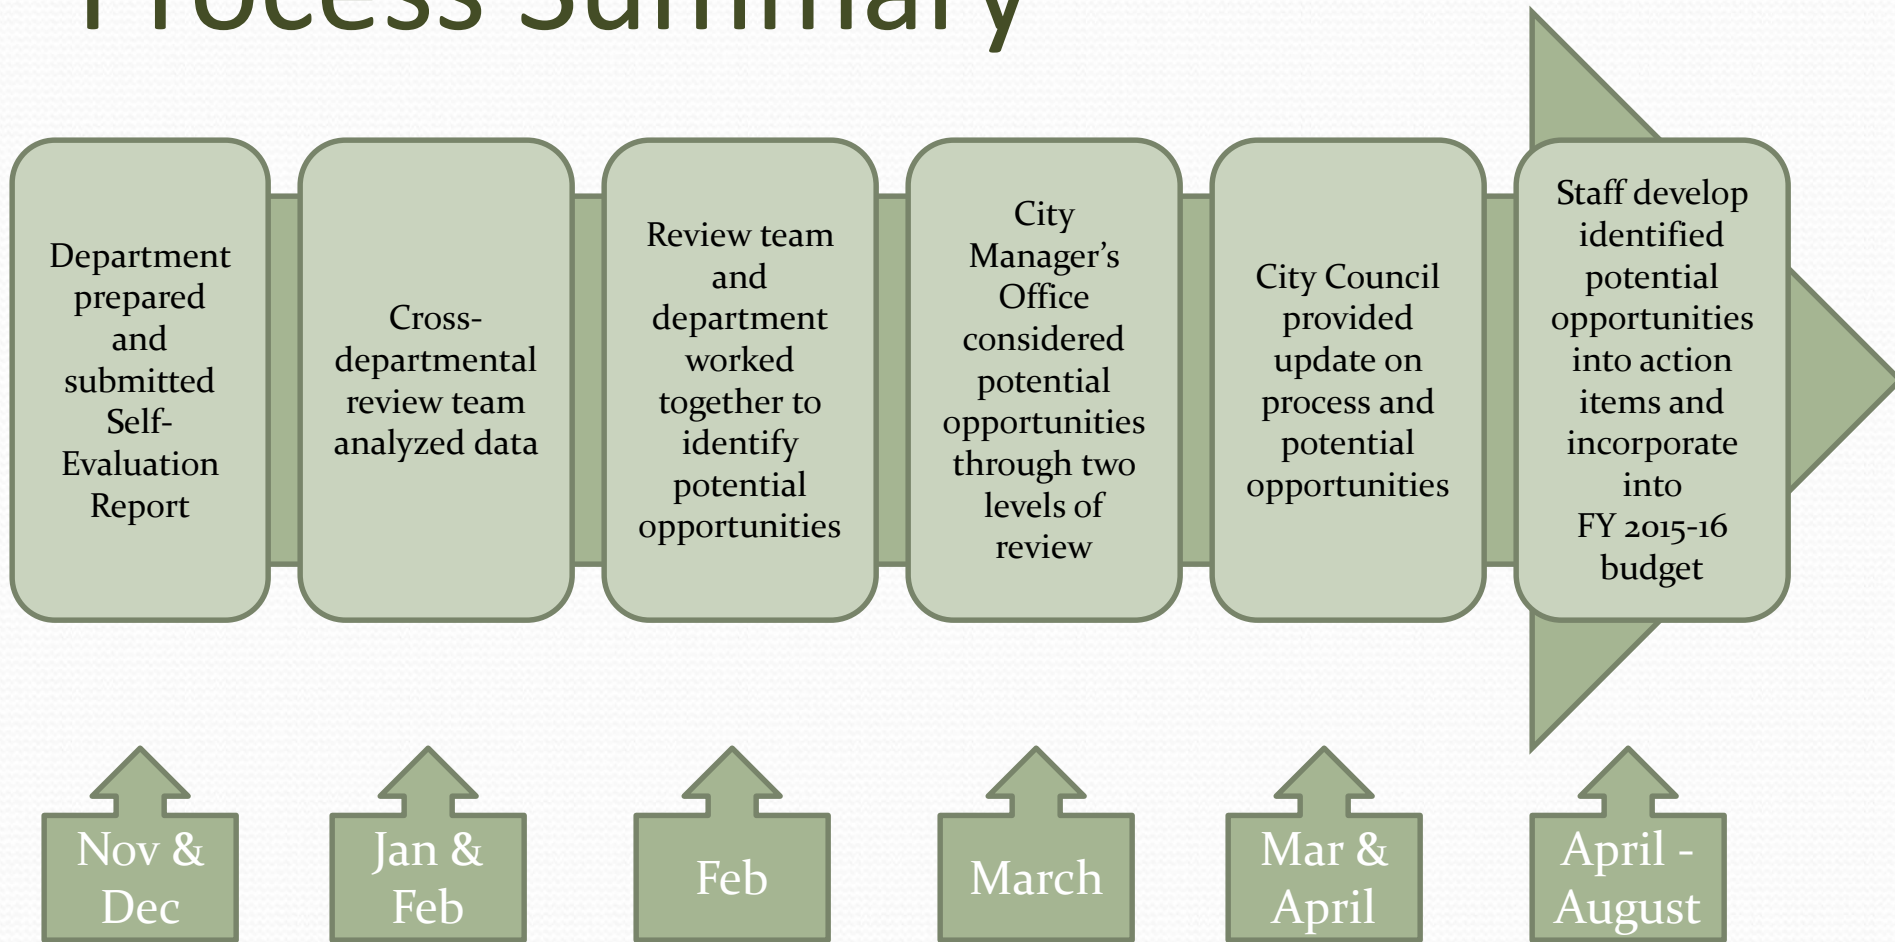 Process Summary
Department
prepared
and
submitted
Self-
Evaluation
Report
Cross-
departmental
review team
analyzed data
Review team
and
department
worked
together to
identify
potential
opportunities
City
Manager’s
Office
considered
potential
opportunities
through two
levels of
review
City Council
provided
update on
process and
potential
opportunities
Staff develop
identified
potential
opportunities
into action
items and
incorporate
into
FY 2015-16
budget
Nov &
Dec
Jan &
Feb
Feb
March
Mar &
April
April -
August